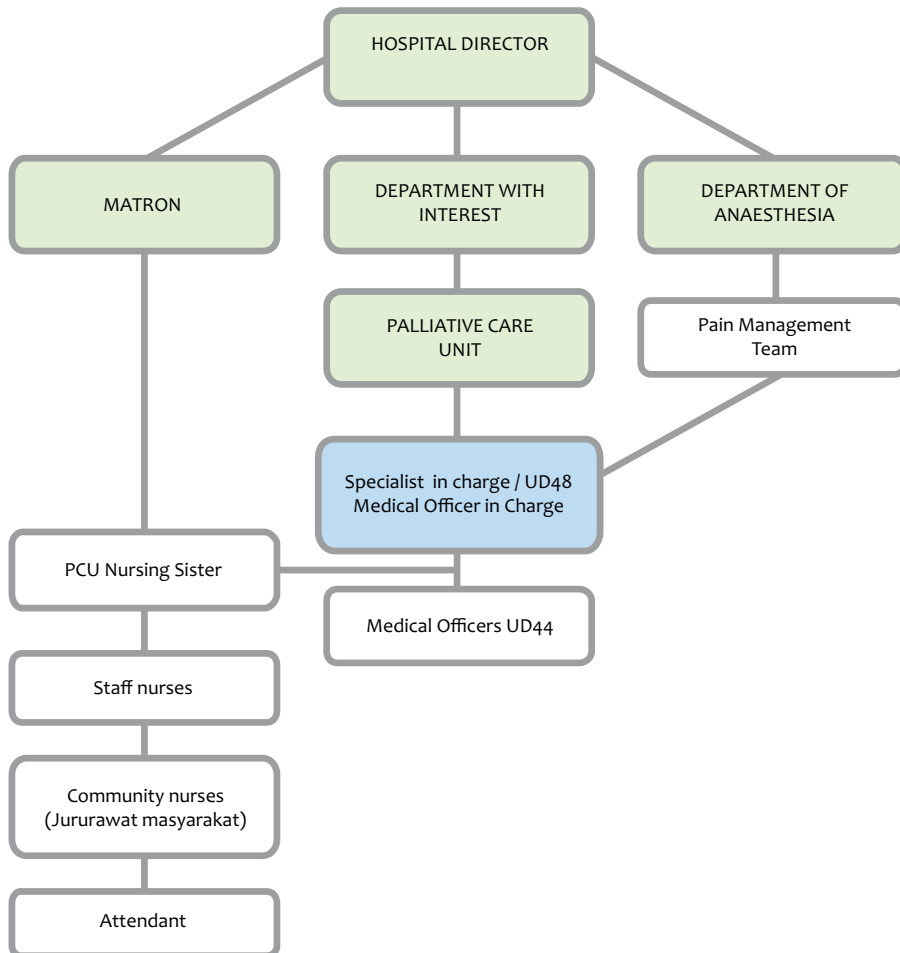 HOSPITAL DIRECTOR
MATRON
DEPARTMENT WITH
INTEREST
DEPARTMENT OF
ANAESTHESIA
PALLIATIVE CARE
UNIT
Pain Management
Team
Specialist in charge / UD48
Medical Officer in Charge
PCU Nursing Sister
Medical Officers UD44
Staff nurses
Community nurses
(Jururawat masyarakat)
Attendant